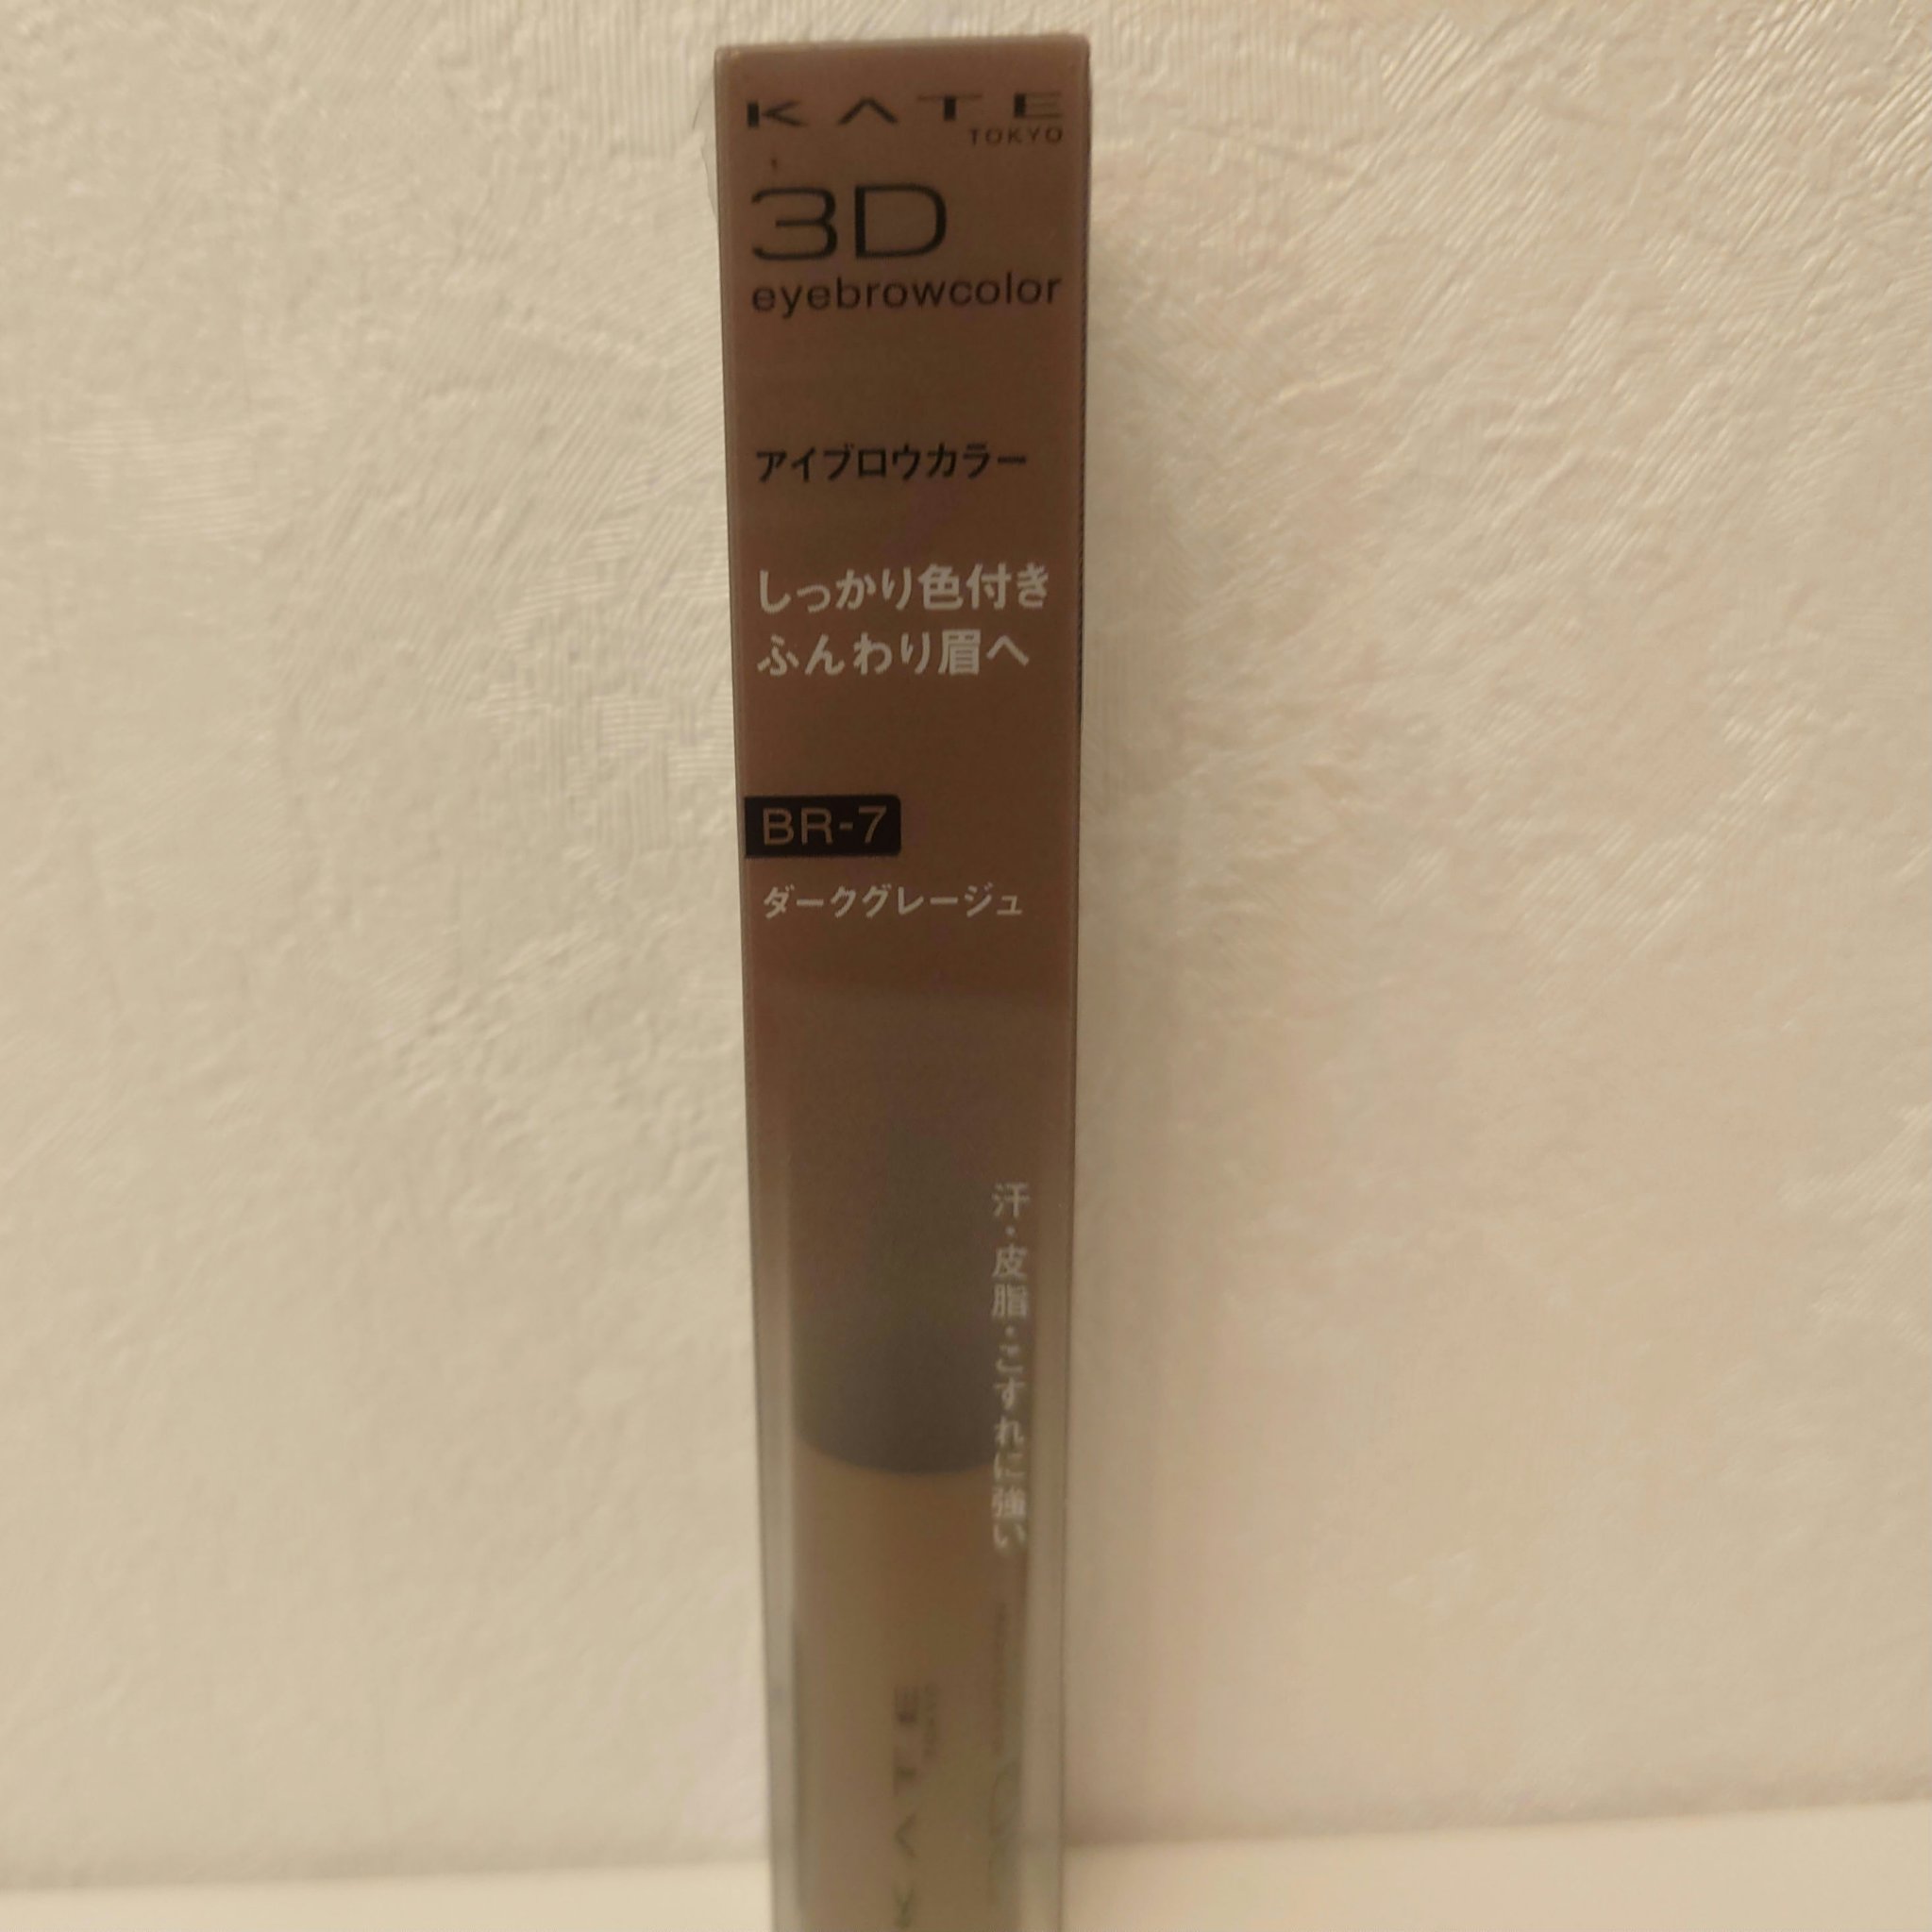 KATE
TOKYO
3D
eyebrowcolor
アイブロウカラー
しっかり色付き
ふんわり眉へ
BR-7
ダークグレージュ
汗・皮脂・こすれに強い
KATE